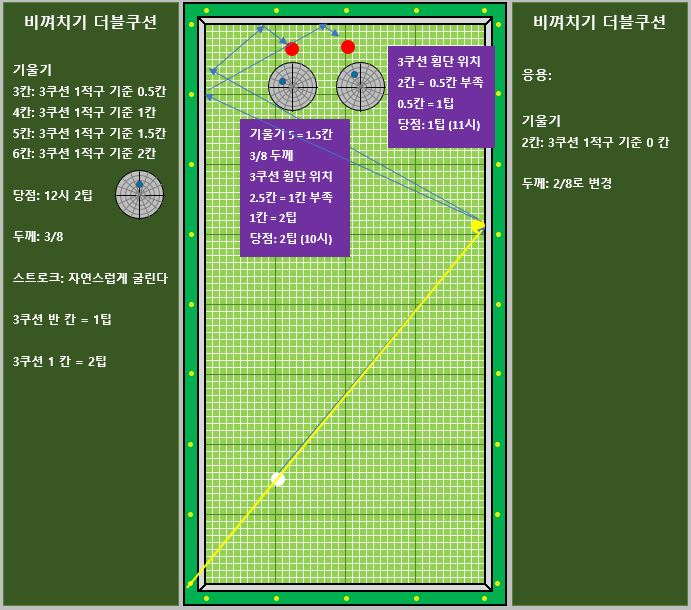 비껴치기 더블쿠션
기울기
3칸: 3쿠션 1적구 기준 0.5칸
4칸: 3쿠션 1적구 기준 1칸
5칸: 3쿠션 1적구 기준 1.5칸
6칸: 3쿠션 1적구 기준 2칸
당점: 12시 2팁
두께: 3/8
스트로크: 자연스럽게 굴린다
3쿠션 반 칸 = 1팁
3쿠션 1 칸 = 2팁
기울기 5 = 1.5칸
3/8 두께
3쿠션 횡단 위치
2.5칸 = 1칸 부족
1칸 = 2팁
당점: 2팁 (10시)
3쿠션 횡단 위치
2칸 = 0.5칸 부족
0.5칸 = 1팁
당점: 1팁 (11시)
비껴치기 더블쿠션
응용:
기울기
2칸: 3쿠션 1적구 기준 0 칸
두께: 2/8로 변경